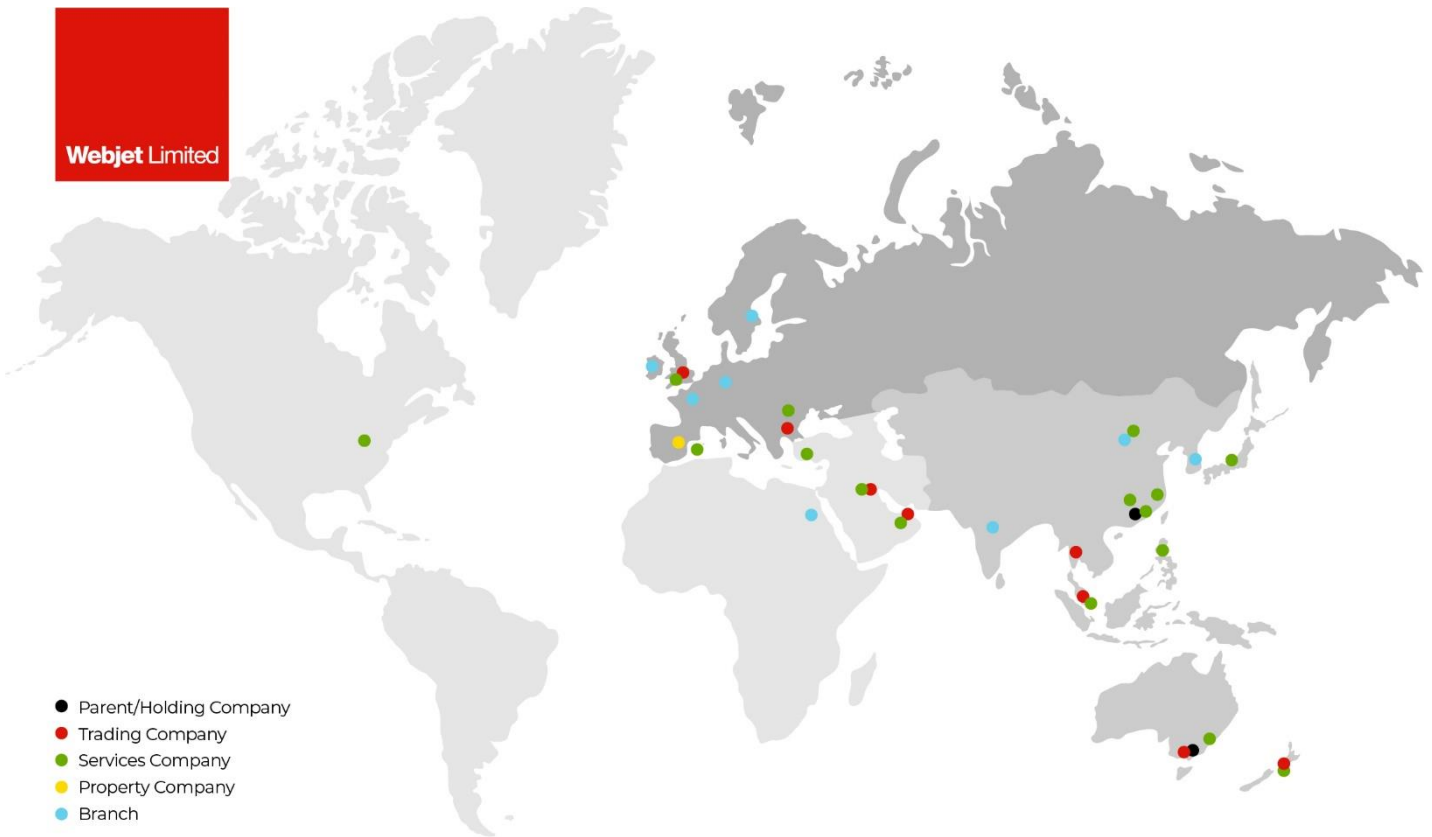 Webjet Limited
Parent/Holding Company
Trading Company
Services Company
Property Company
Branch